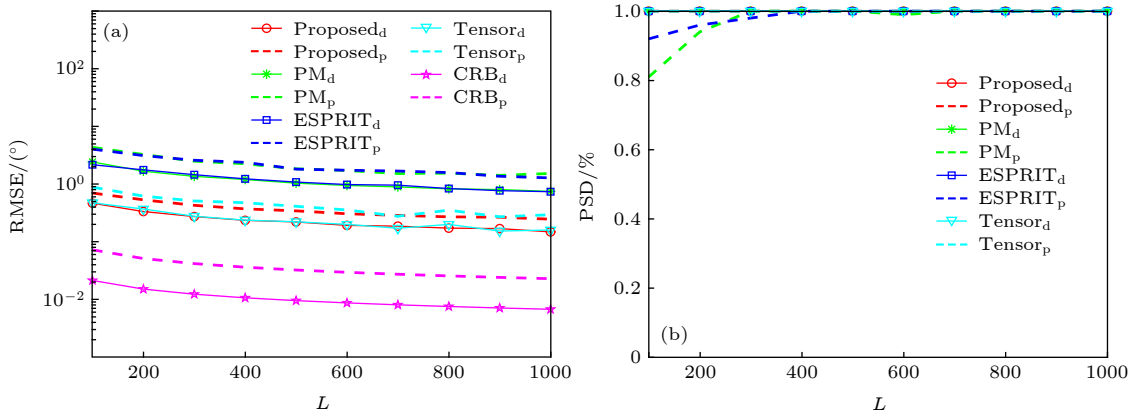 (a)
Proposed_d
Proposed_p
PM_d
PM_p
ESPRIT_d
ESPRIT_p
Tensor_d
Tensor_p
CRB_d
CRB_p
RMSE/(°)
10^2
10^0
10^−2
200 400 600 800 1000
L
1.0
0.8
0.6
0.4
0.2
0
PSD/%
Proposed_d
Proposed_p
PM_d
PM_p
ESPRIT_d
ESPRIT_p
Tensor_d
Tensor_p
(b)
200 400 600 800 1000
L